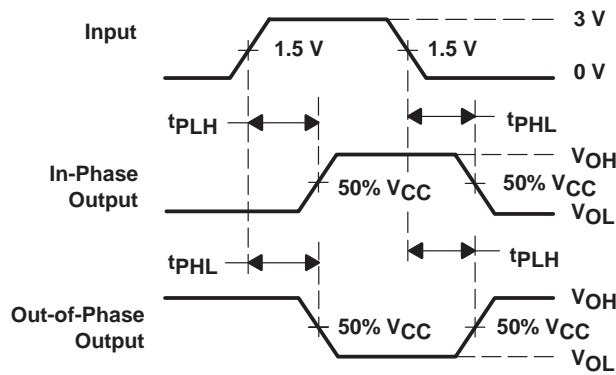 3 V
Input
1.5 V
1.5 V
0 V
tPLH
tPHL
VOH
In-Phase
Output
50% VCC
50% VCC
VOL
tPHL
tPLH
VOH
Out-of-Phase
Output
50% VCC
50% VCC
VOL